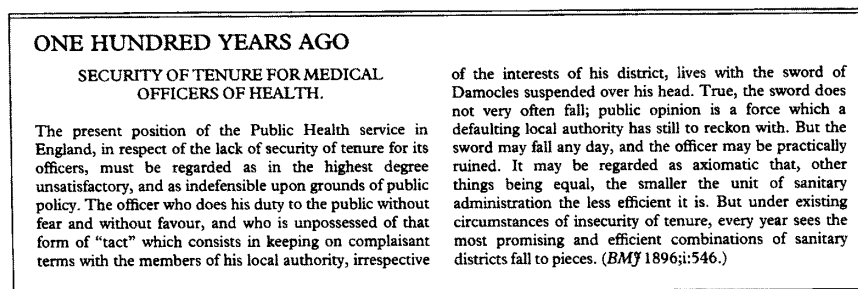 ONE HUNDRED YEARS AGO
SECURITY OF TENURE FOR MEDICAL
OFFICERS OF HEALTH.
The present position of the Public Health service in
England, in respect of the lack of security of tenure for its
officers, must be regarded as in the highest degree
unsatisfactory, and as indefensible upon grounds of public
policy. The officer who does his duty to the public without
fear and without favour, and who is unpossessed of that
form of "tact" which consists in keeping on complaisant
terms with the members of his local authority, irrespective
of the interests of his district, lives with the sword of
Damocles suspended over his head. True, the sword does
not very often fall; public opinion is a force which a
defaulting local authority has still to reckon with. But the
sword may fall any day, and the officer may be practically
ruined. It may be regarded as axiomatic that, other
things being equal, the smaller the unit of sanitary
administration the less efficient it is. But under existing
circumstances of insecurity of tenure, every year sees the
most promising and efficient combinations of sanitary
districts fall to pieces. (BMJ 1896;i:546.)